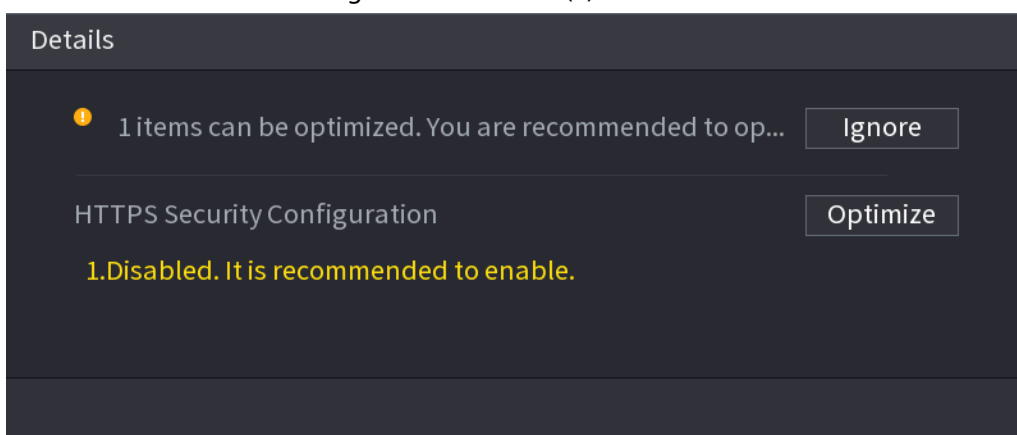 Details
1 items can be optimized. You are recommended to op...
Ignore
HTTPS Security Configuration
Optimize
1.Disabled. It is recommended to enable.